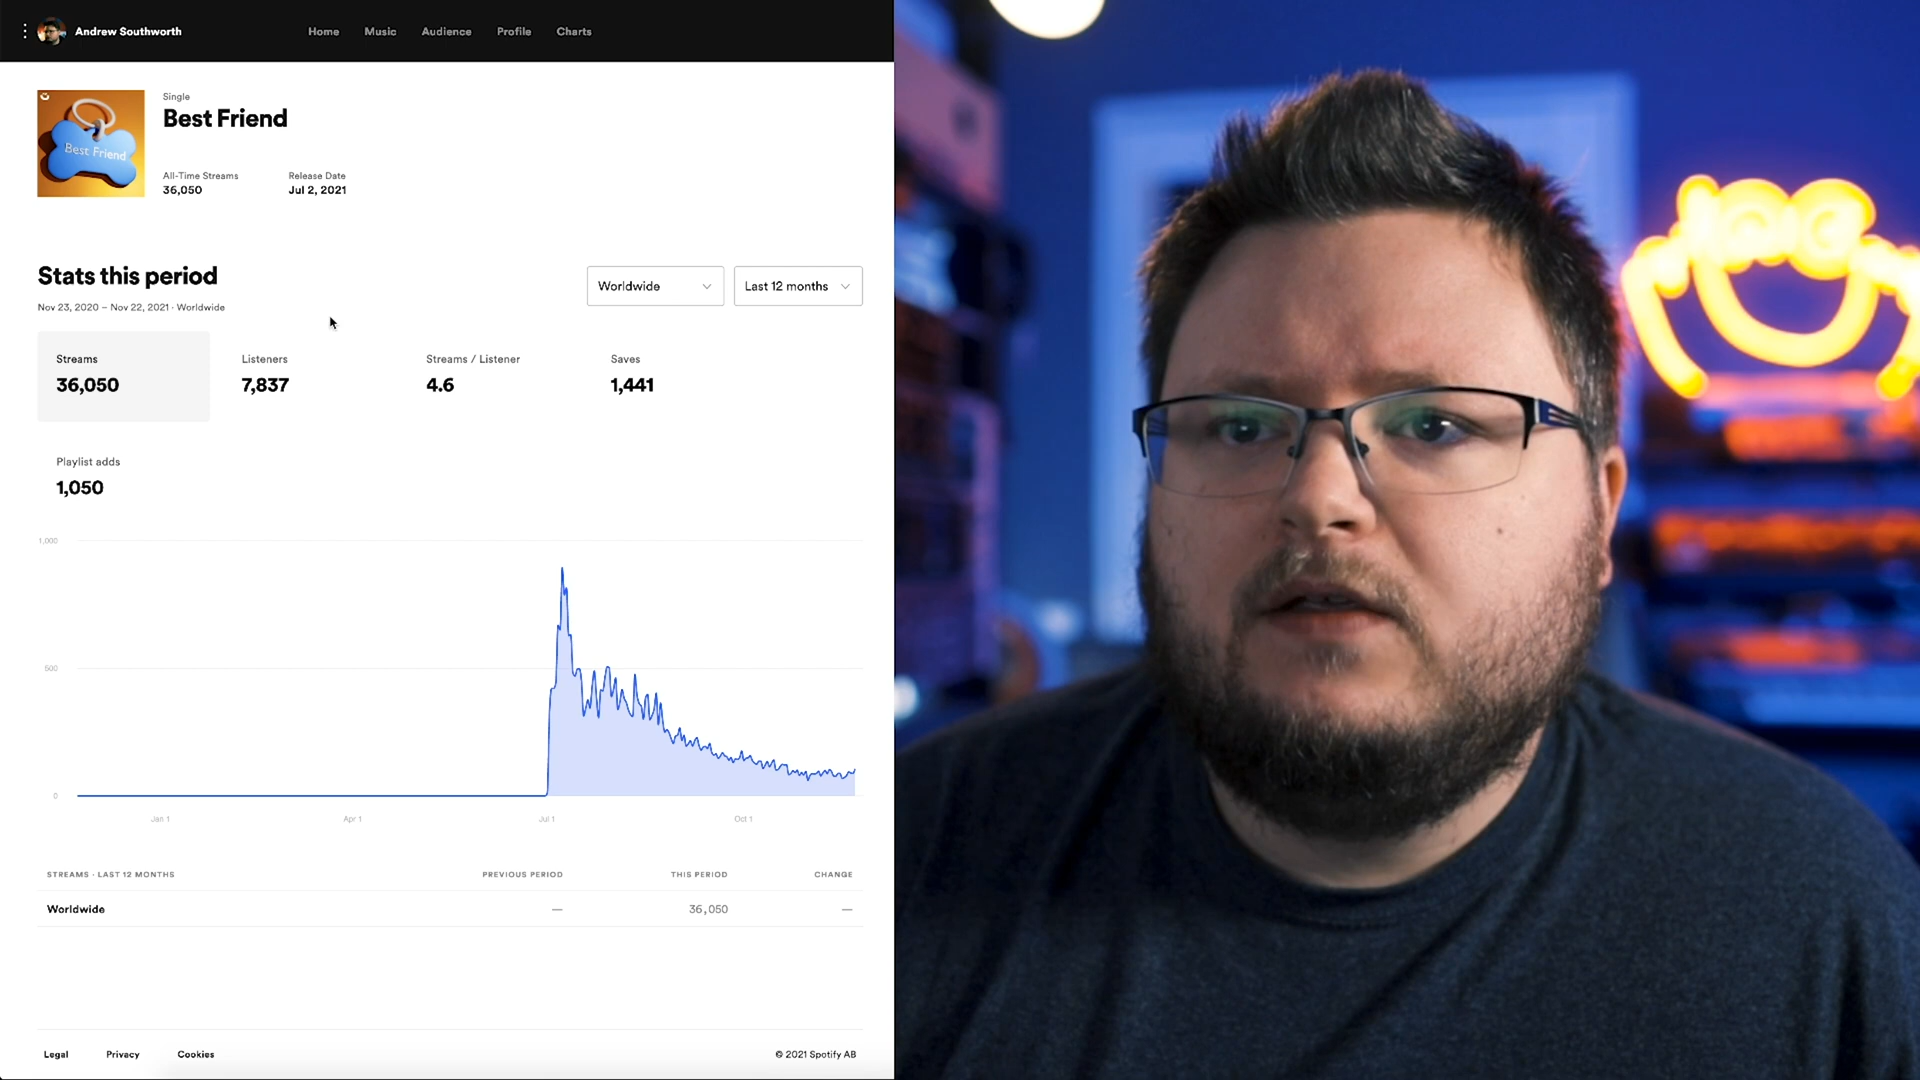 Andrew Southworth
Home Music Audience Profile Charts
Best Friend
Single
Best Friend
All-Time Streams
36,050
Release Date
Jul 2, 2021
Stats this period
Nov 23, 2020 – Nov 22, 2021 · Worldwide
Worldwide
Last 12 months
Streams
36,050
Listeners
7,837
Streams / Listener
4.6
Saves
1,441
Playlist adds
1,050
1,000
500
0
Jan 1 Apr 1 Jul 1 Oct 1
STREAMS · LAST 12 MONTHS PREVIOUS PERIOD THIS PERIOD CHANGE
Worldwide — 36,050 —
Legal Privacy Cookies © 2021 Spotify AB